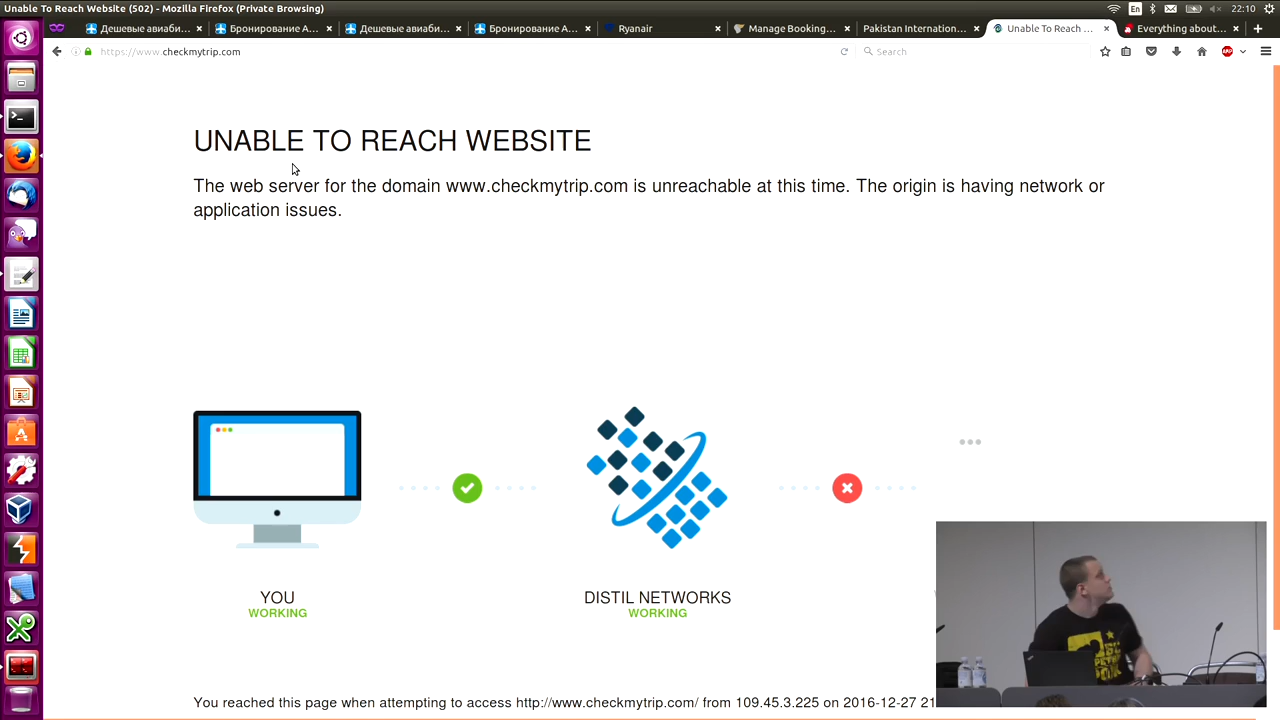 Unable To Reach Website (502) - Mozilla Firefox (Private Browsing)
En
22:10
Дешевые авиаби...
Бронирование А...
Дешевые авиаби...
Бронирование А...
Ryanair
Manage Booking...
Pakistan Internation...
Unable To Reach ...
Everything about...
https://www.checkmytrip.com
Search
ABP
UNABLE TO REACH WEBSITE
The web server for the domain www.checkmytrip.com is unreachable at this time. The origin is having network or
application issues.
YOU
WORKING
DISTIL NETWORKS
WORKING
You reached this page when attempting to access http://www.checkmytrip.com/ from 109.45.3.225 on 2016-12-27 21